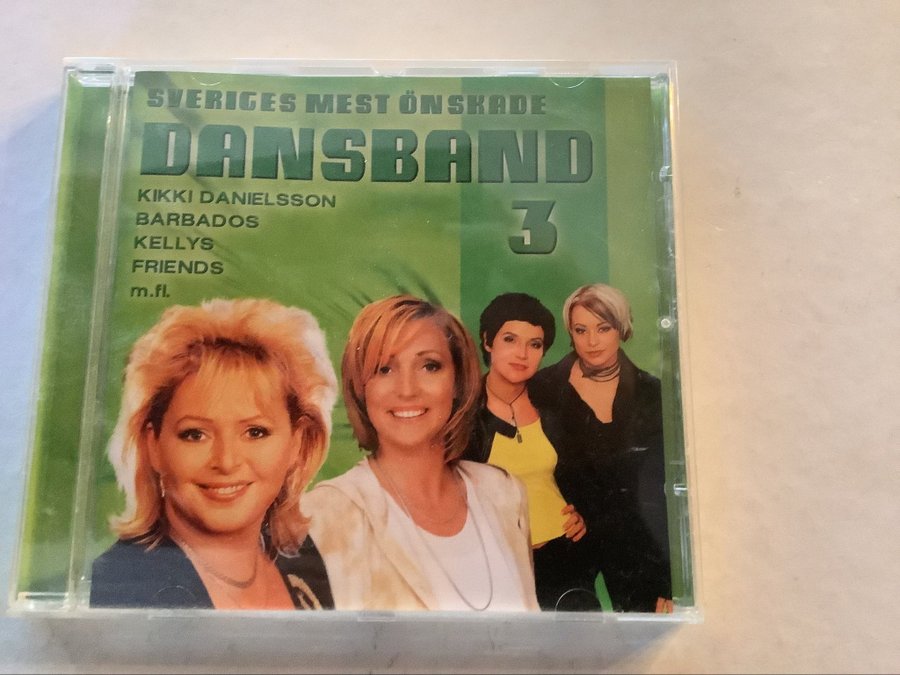 SVERIGES MEST ÖNSKADE
DANSBAND
3
KIKKI DANIELSSON
BARBADOS
KELLYS
FRIENDS
m.fl.